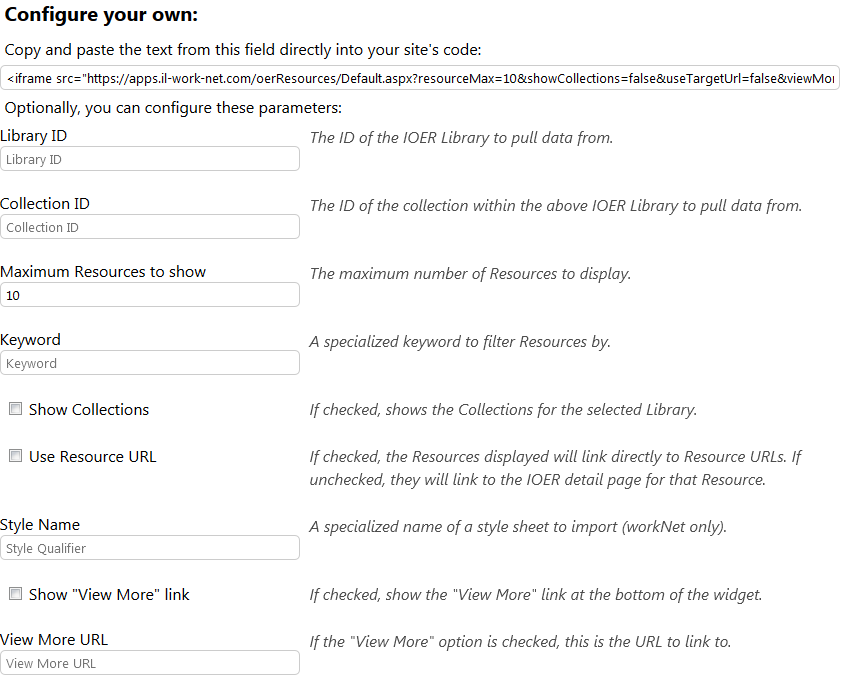 Configure your own:
Copy and paste the text from this field directly into your site's code:
<iframe src="https://apps.il-work-net.com/oerResources/Default.aspx?resourceMax=10&showCollections=false&useTargetUrl=false&viewMor
Optionally, you can configure these parameters:
Library ID
The ID of the IOER Library to pull data from.
Library ID
Collection ID
The ID of the collection within the above IOER Library to pull data from.
Collection ID
Maximum Resources to show
The maximum number of Resources to display.
10
Keyword
A specialized keyword to filter Resources by.
Keyword
Show Collections
If checked, shows the Collections for the selected Library.
Use Resource URL
If checked, the Resources displayed will link directly to Resource URLs. If
unchecked, they will link to the IOER detail page for that Resource.
Style Name
A specialized name of a style sheet to import (workNet only).
Style Qualifier
Show "View More" link
If checked, show the "View More" link at the bottom of the widget.
View More URL
If the "View More" option is checked, this is the URL to link to.
View More URL